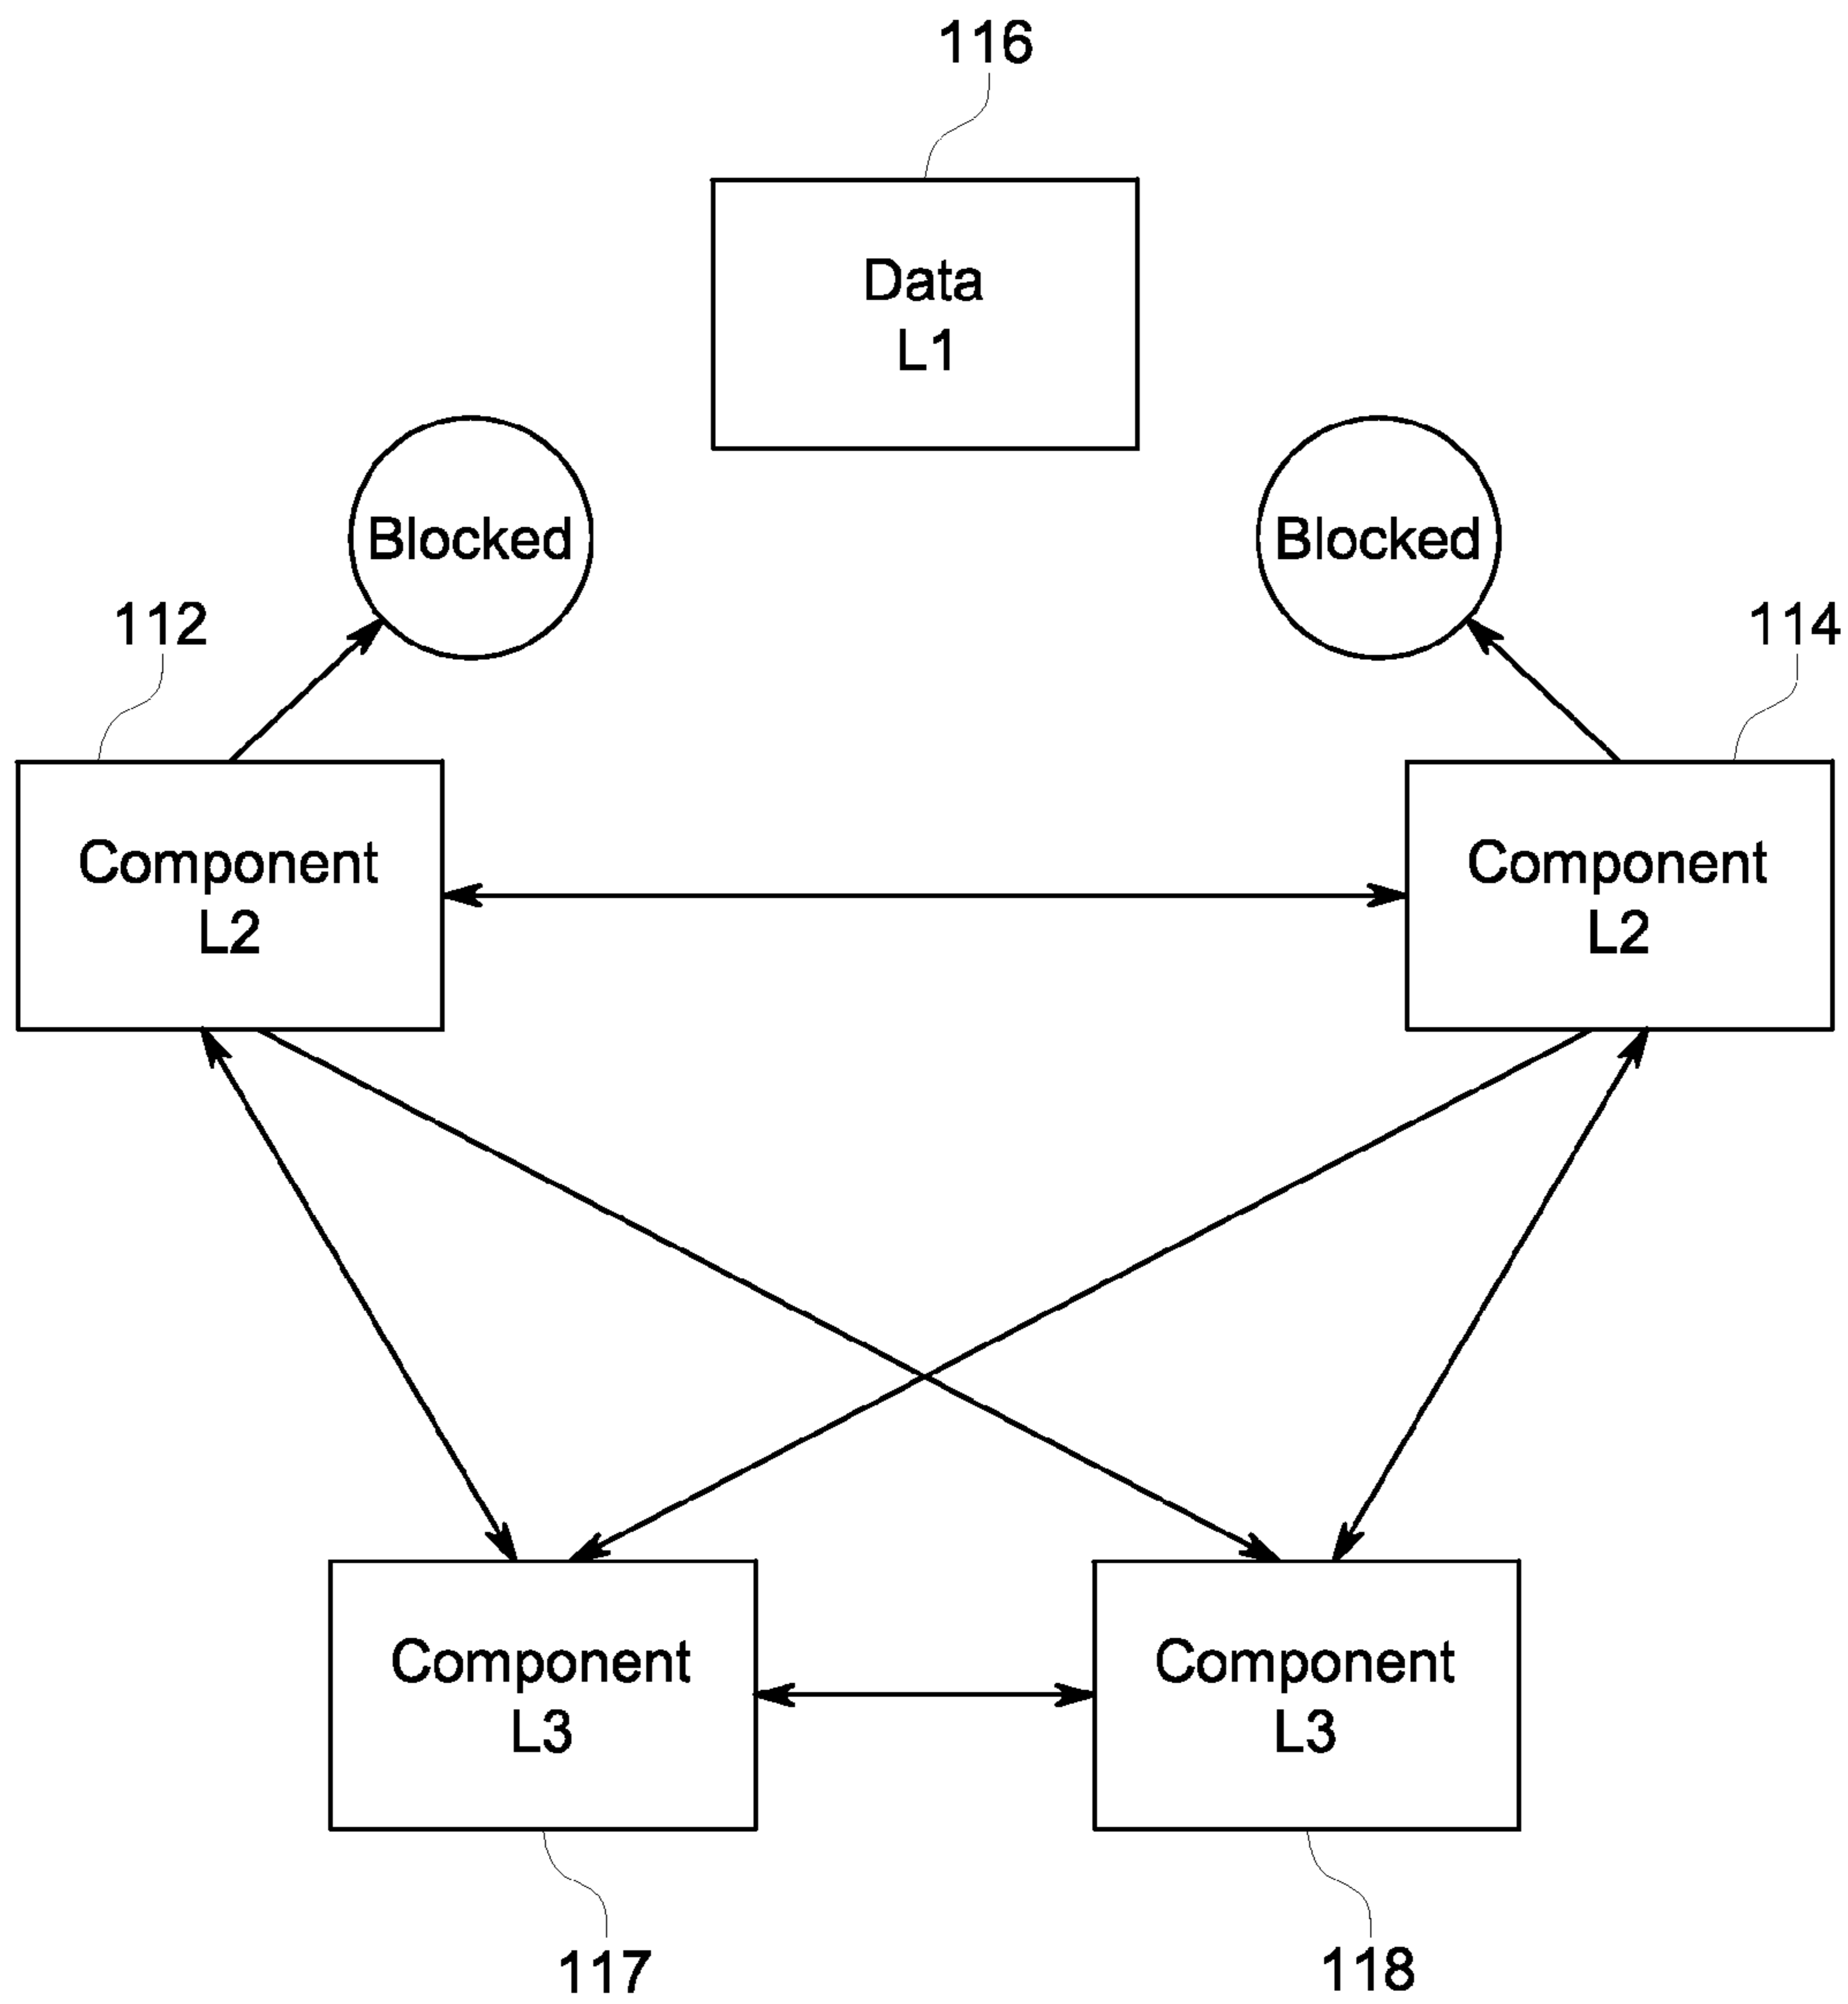 116
Data
L1
Blocked
Blocked
112
114
Component
L2
Component
L2
Component
L3
Component
L3
117
118